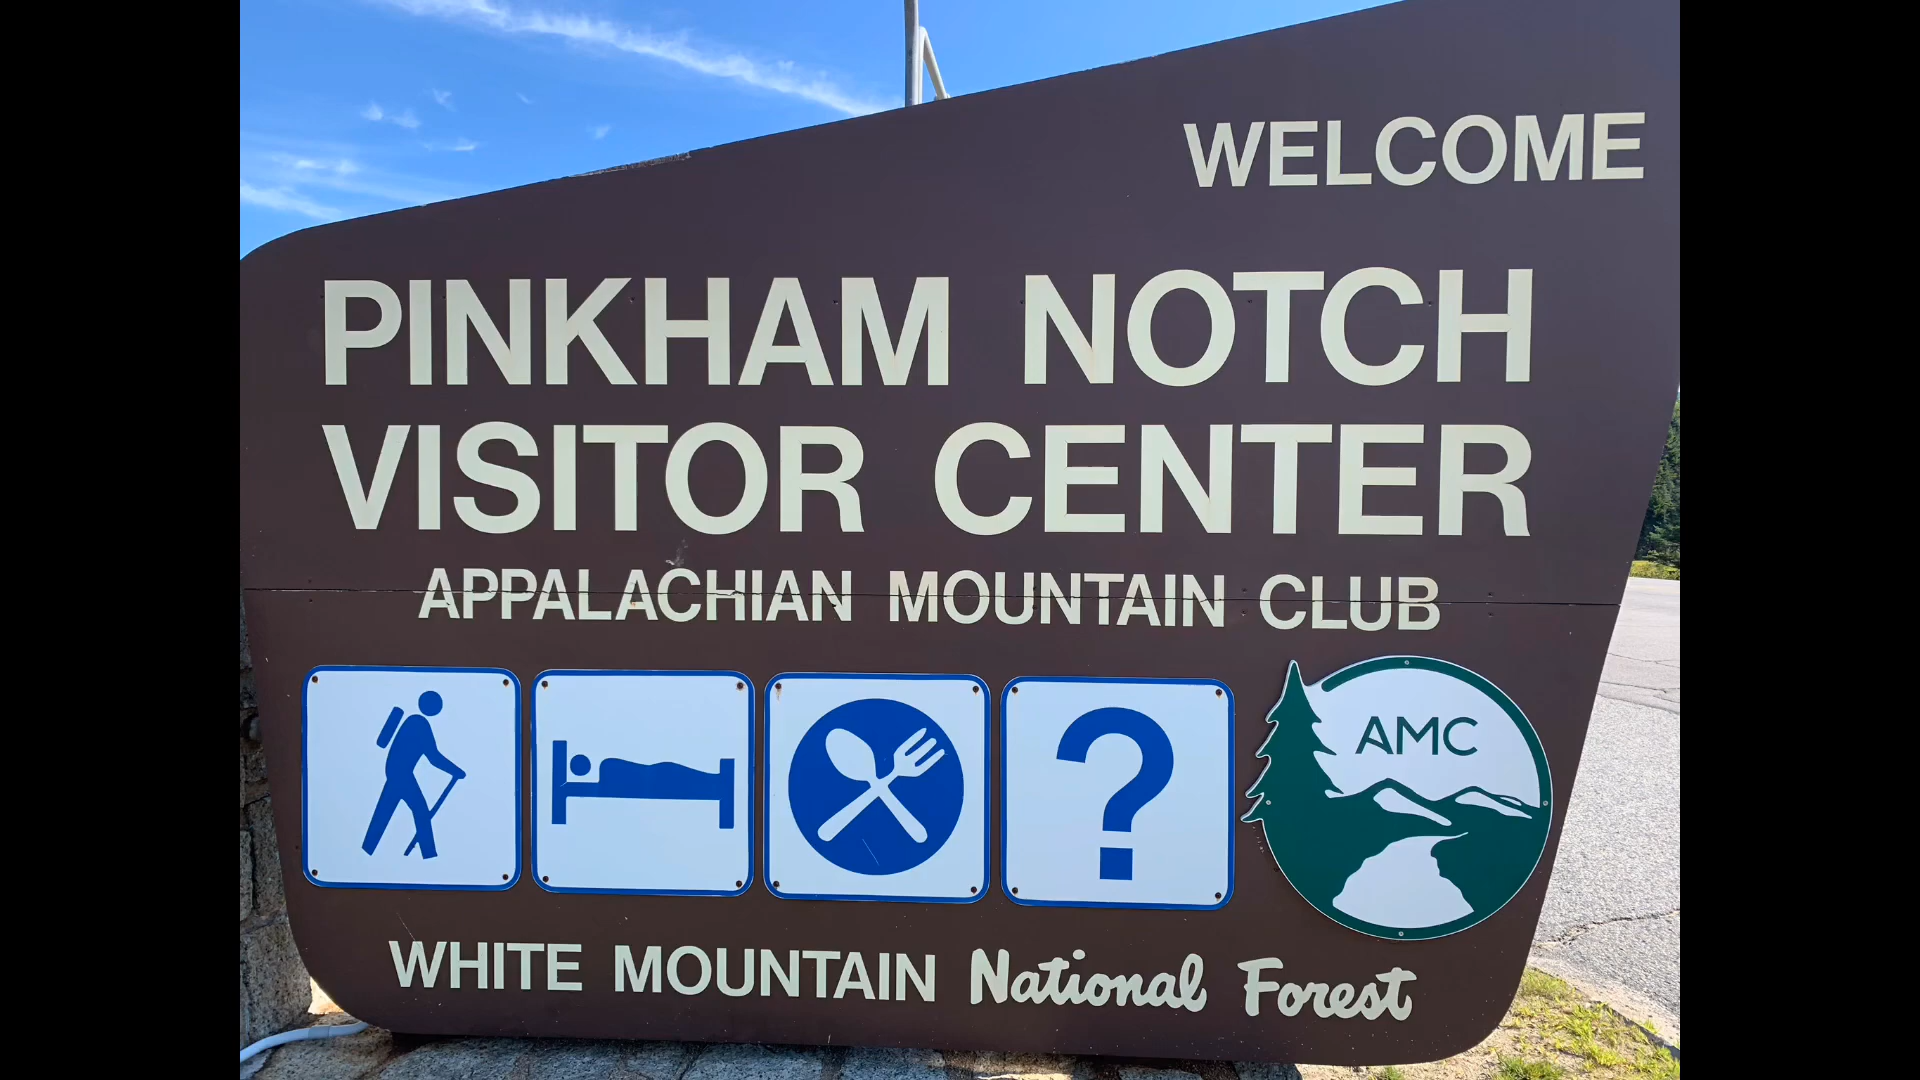 WELCOME
PINKHAM NOTCH
VISITOR CENTER
APPALACHIAN MOUNTAIN CLUB
?
AMC
WHITE MOUNTAIN National Forest